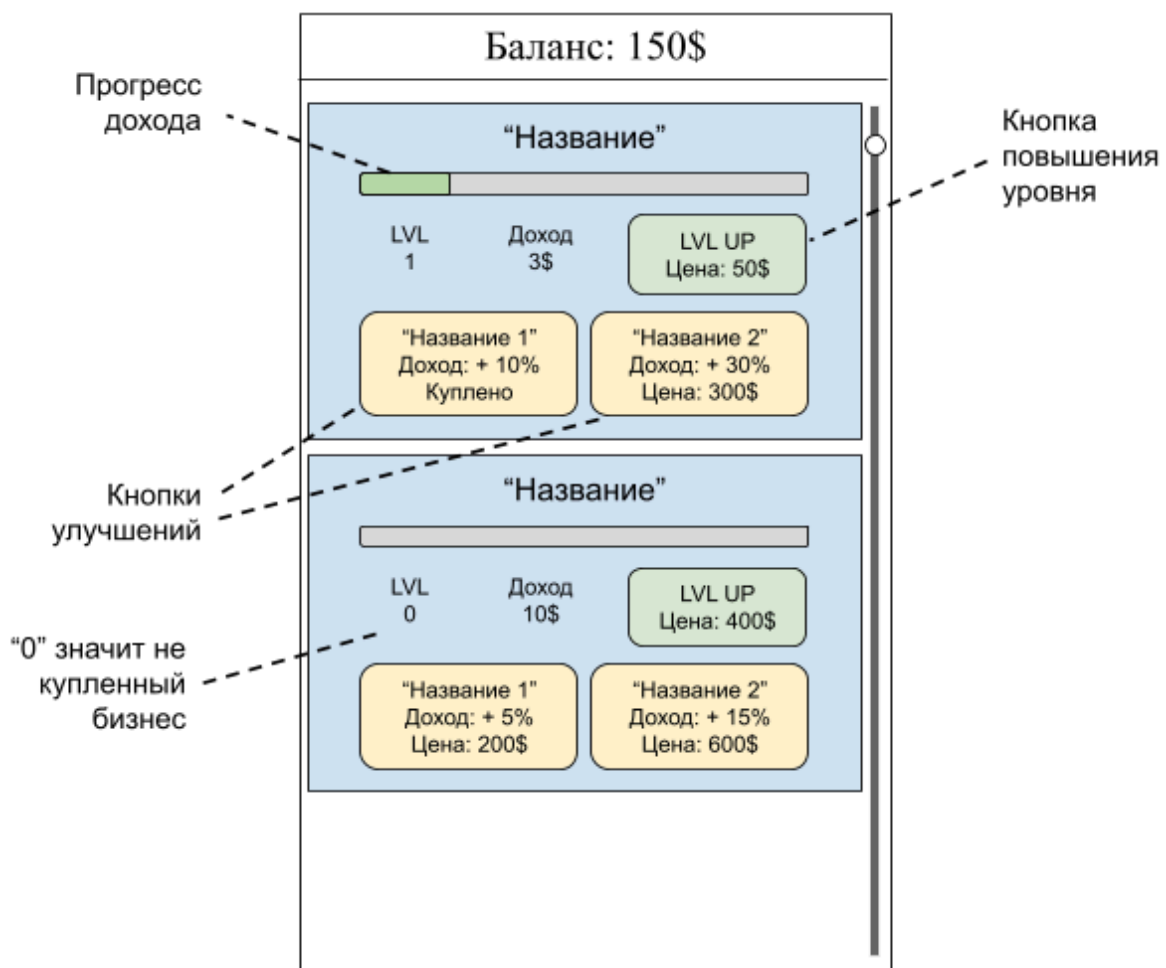 Баланс: 150$
Прогресс
дохода
“Название”
Кнопка
повышения
уровня
LVL
1
Доход
3$
LVL UP
Цена: 50$
“Название 1”
Доход: + 10%
Куплено
“Название 2”
Доход: + 30%
Цена: 300$
Кнопки
улучшений
“Название”
LVL
0
Доход
10$
LVL UP
Цена: 400$
“0” значит не
купленный
бизнес
“Название 1”
Доход: + 5%
Цена: 200$
“Название 2”
Доход: + 15%
Цена: 600$